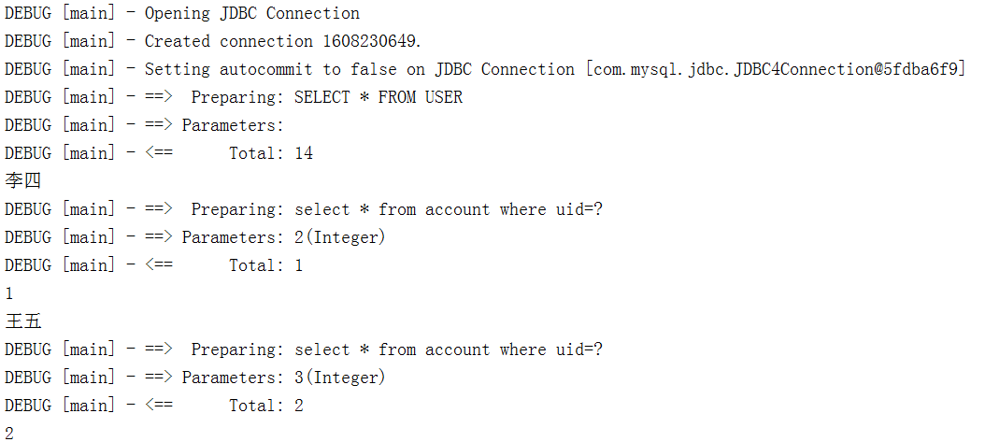 DEBUG [main] - Opening JDBC Connection
DEBUG [main] - Created connection 1608230649.
DEBUG [main] - Setting autocommit to false on JDBC Connection [com.mysql.jdbc.JDBC4Connection@5fdba6f9]
DEBUG [main] - ==>  Preparing: SELECT * FROM USER
DEBUG [main] - ==> Parameters:
DEBUG [main] - <==      Total: 14
李四
DEBUG [main] - ==>  Preparing: select * from account where uid=?
DEBUG [main] - ==> Parameters: 2(Integer)
DEBUG [main] - <==      Total: 1
1
王五
DEBUG [main] - ==>  Preparing: select * from account where uid=?
DEBUG [main] - ==> Parameters: 3(Integer)
DEBUG [main] - <==      Total: 2
2